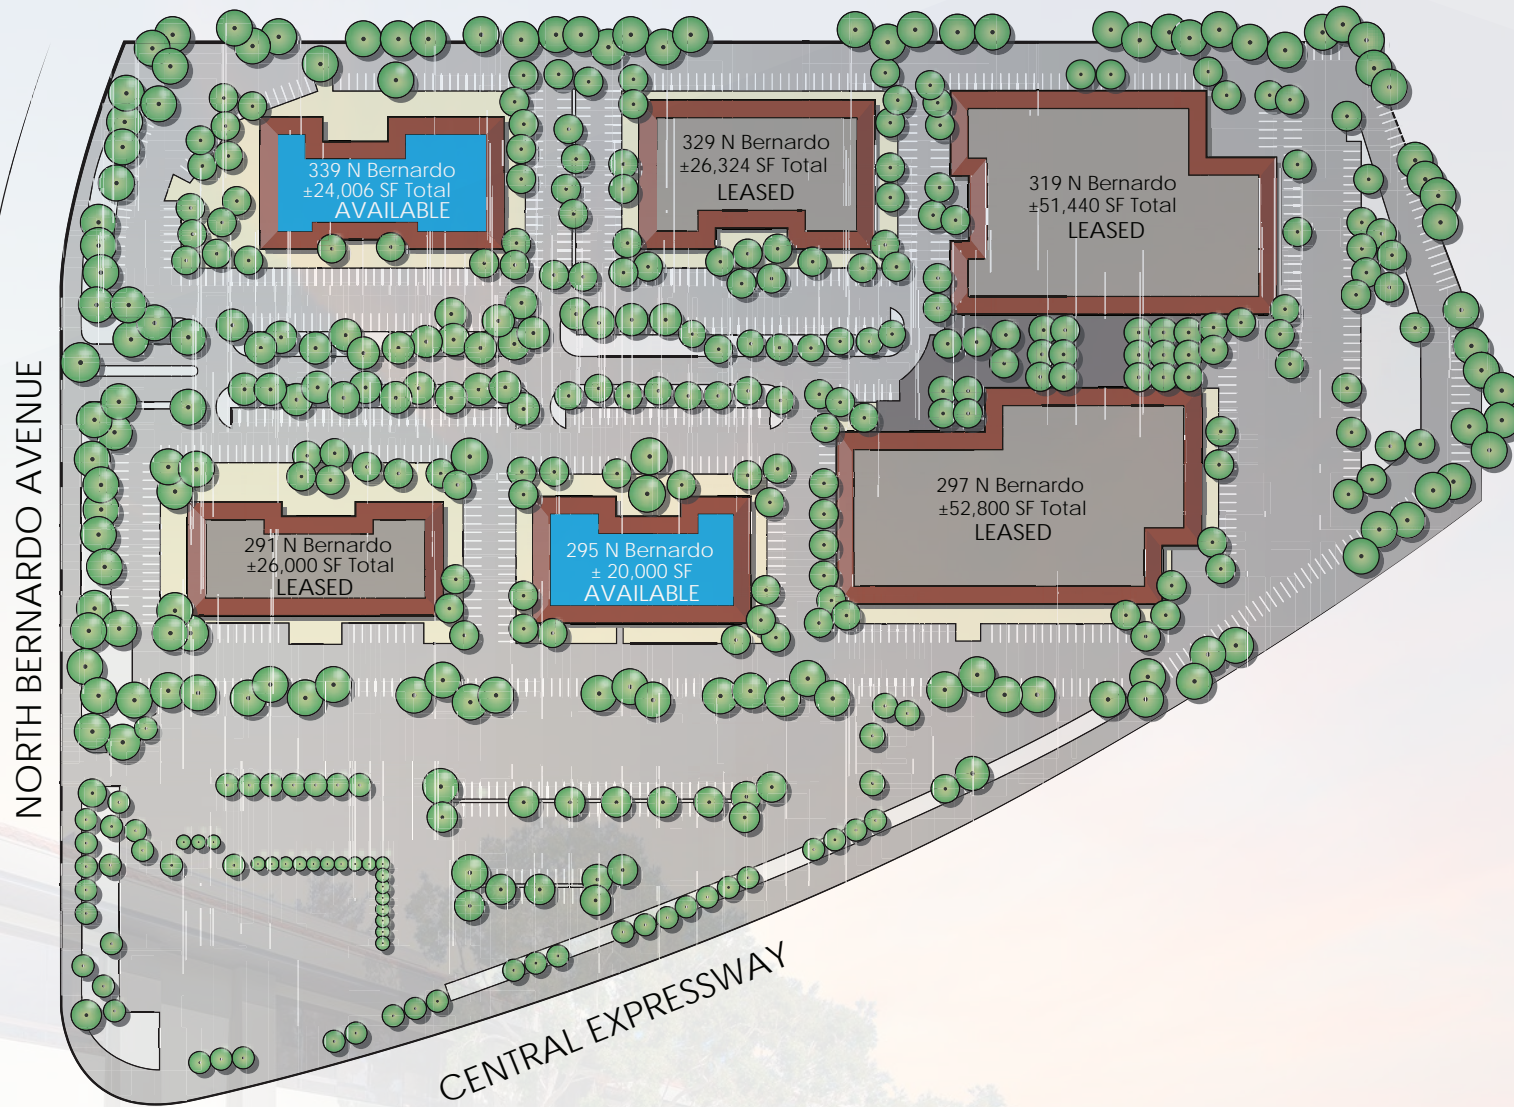 339 N Bernardo
±24,006 SF Total
AVAILABLE
329 N Bernardo
±26,324 SF Total
LEASED
319 N Bernardo
±51,440 SF Total
LEASED
NORTH BERNARDO AVENUE
291 N Bernardo
±26,000 SF Total
LEASED
295 N Bernardo
± 20,000 SF
AVAILABLE
297 N Bernardo
±52,800 SF Total
LEASED
CENTRAL EXPRESSWAY